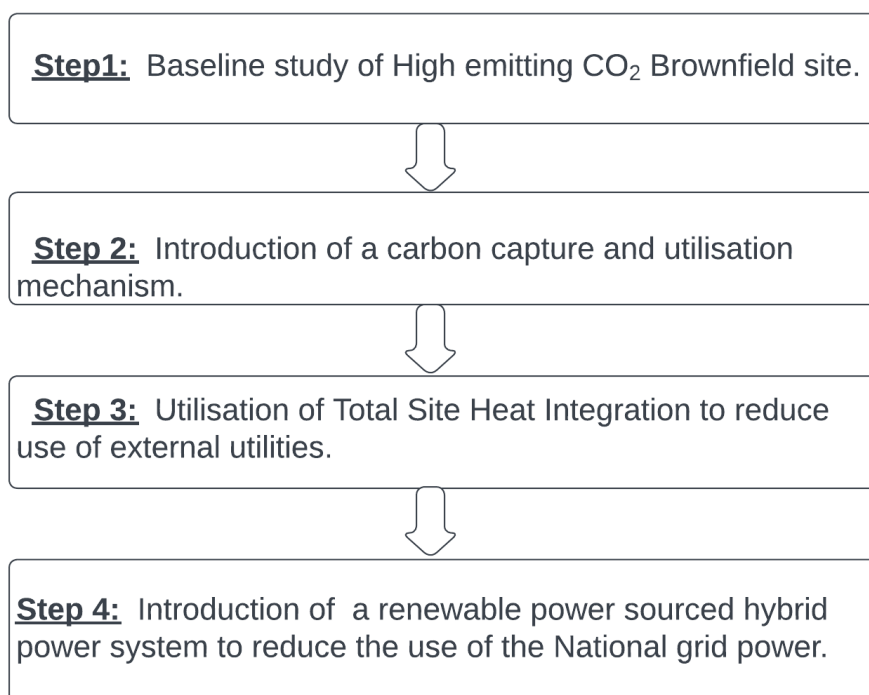 Step1: Baseline study of High emitting CO₂ Brownfield site.
Step 2: Introduction of a carbon capture and utilisation
mechanism.
Step 3: Utilisation of Total Site Heat Integration to reduce
use of external utilities.
Step 4: Introduction of  a renewable power sourced hybrid
power system to reduce the use of the National grid power.